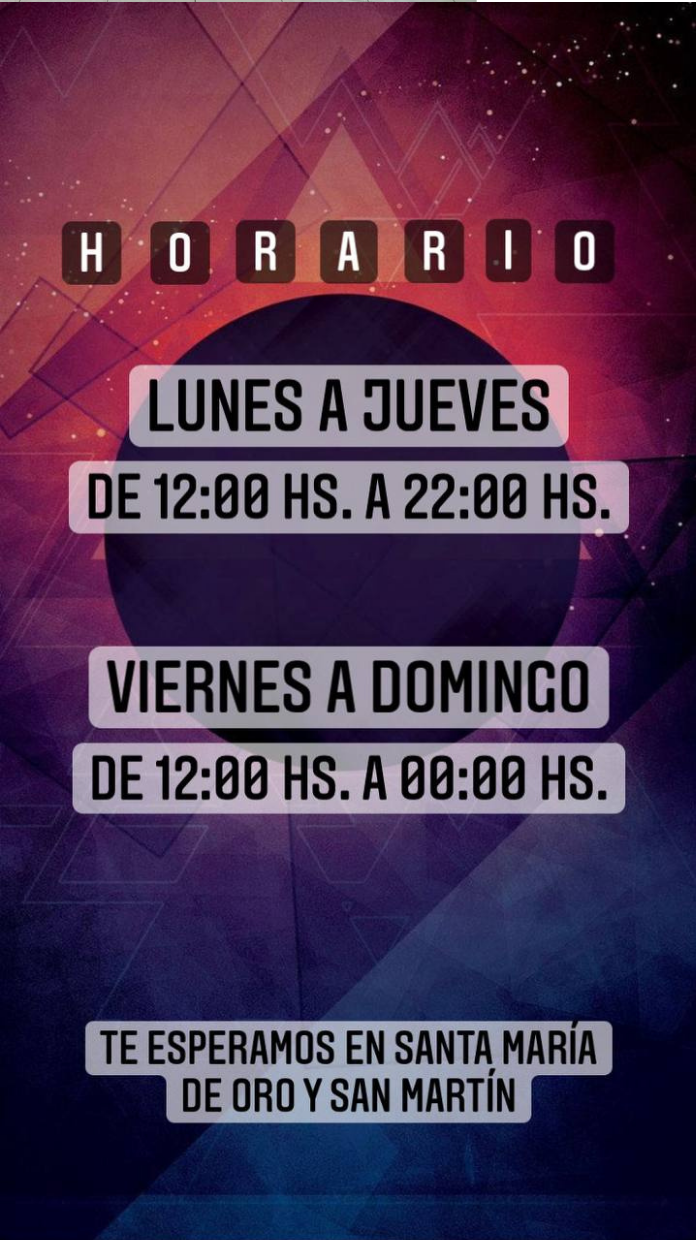 HORARIO
LUNES A JUEVES
DE 12:00 HS. A 22:00 HS.
VIERNES A DOMINGO
DE 12:00 HS. A 00:00 HS.
TE ESPERAMOS EN SANTA MARÍA
DE ORO Y SAN MARTÍN